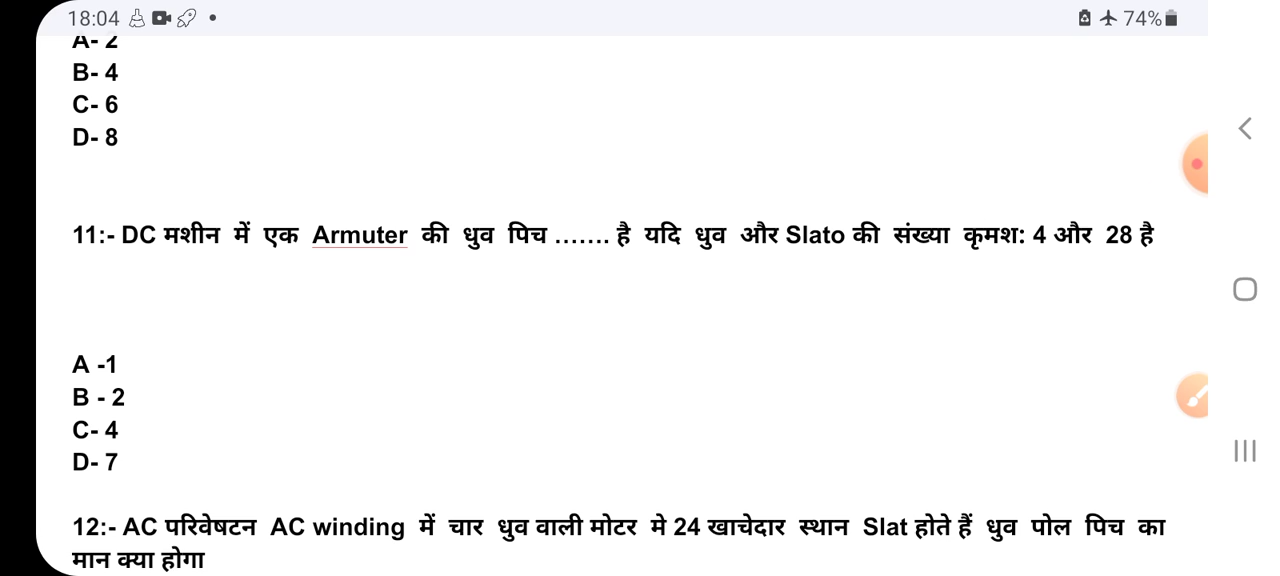 18:04
74%
A- 2
B- 4
C- 6
D- 8
11:- DC मशीन में एक Armuter की धुव पिच ....... है यदि धुव और Slato की संख्या कृमश: 4 और 28 है
A -1
B - 2
C- 4
D- 7
12:- AC परिवेषटन AC winding में चार धुव वाली मोटर मे 24 खाचेदार स्थान Slat होते हैं धुव पोल पिच का
मान क्या होगा